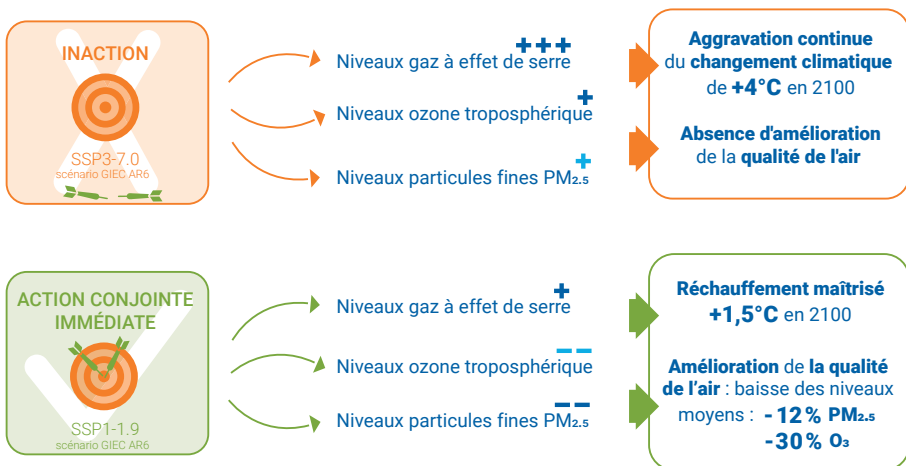 INACTION
SSP3-7.0
scénario GIEC AR6
+++
Niveaux gaz à effet de serre
+
Niveaux ozone troposphérique
+
Niveaux particules fines PM₂.₅
Aggravation continue
du changement climatique
de +4°C en 2100
Absence d'amélioration
de la qualité de l'air
ACTION CONJOINTE
IMMÉDIATE
SSP1-1.9
scénario GIEC AR6
+
Niveaux gaz à effet de serre
--
Niveaux ozone troposphérique
--
Niveaux particules fines PM₂.₅
Réchauffement maîtrisé
+1,5°C en 2100
Amélioration de la qualité
de l'air : baisse des niveaux
moyens : -12% PM₂.₅
-30% O₃